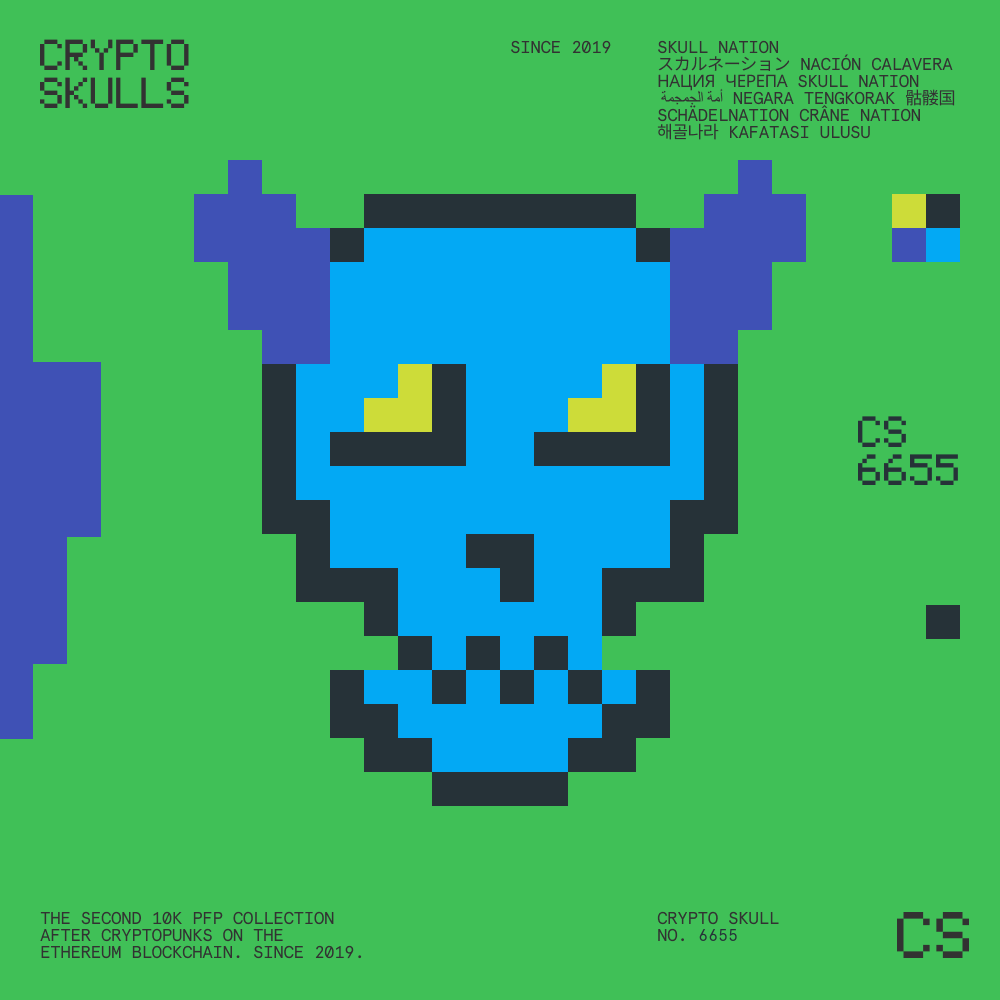 CRYPTO
SKULLS
SINCE 2019
SKULL NATION
スカルネーション NACIÓN CALAVERA
НАЦИЯ ЧЕРЕПА SKULL NATION
أمة الجمجمة NEGARA TENGKORAK 骷髅国
SCHÄDELNATION CRÂNE NATION
해골나라 KAFATASI ULUSU
CS
6655
THE SECOND 10K PFP COLLECTION
AFTER CRYPTOPUNKS ON THE
ETHEREUM BLOCKCHAIN. SINCE 2019.
CRYPTO SKULL
NO. 6655
CS